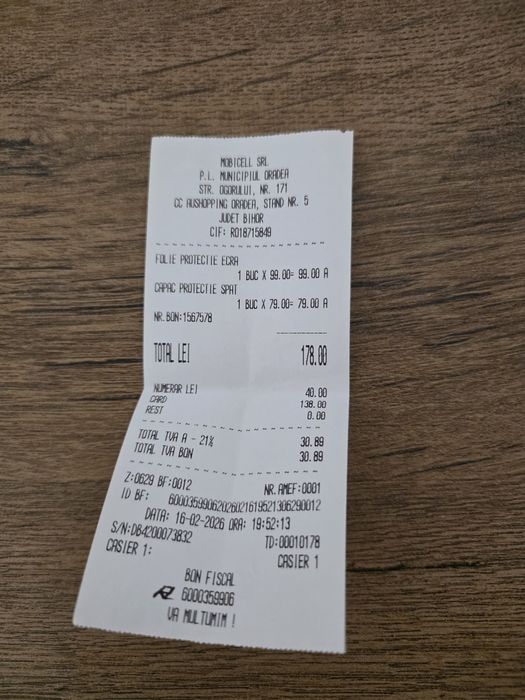 MOBICELL SRL
P.L. MUNICIPIUL ORADEA
STR. OGORULUI, NR. 171
CC AUSHOPPING ORADEA, STAND NR. 5
JUDET BIHOR
CIF: RO18715849
FOLIE PROTECTIE ECRA
1 BUC X 99.00= 99.00 A
CAPAC PROTECTIE SPAT
1 BUC X 79.00= 79.00 A
NR.BON:1567578
TOTAL LEI 178.00
NUMERAR LEI 40.00
CARD 138.00
REST 0.00
TOTAL TVA A - 21% 30.89
TOTAL TVA BON 30.89
Z:0629 BF:0012 NR.AMEF:0001
ID BF: 60003599062026021619521306290012
DATA: 16-02-2026 ORA: 19:52:13
S/N:DB4200073832 TD:00010178
CASIER 1: CASIER 1
BON FISCAL
6000359906
VA MULTUMIM !